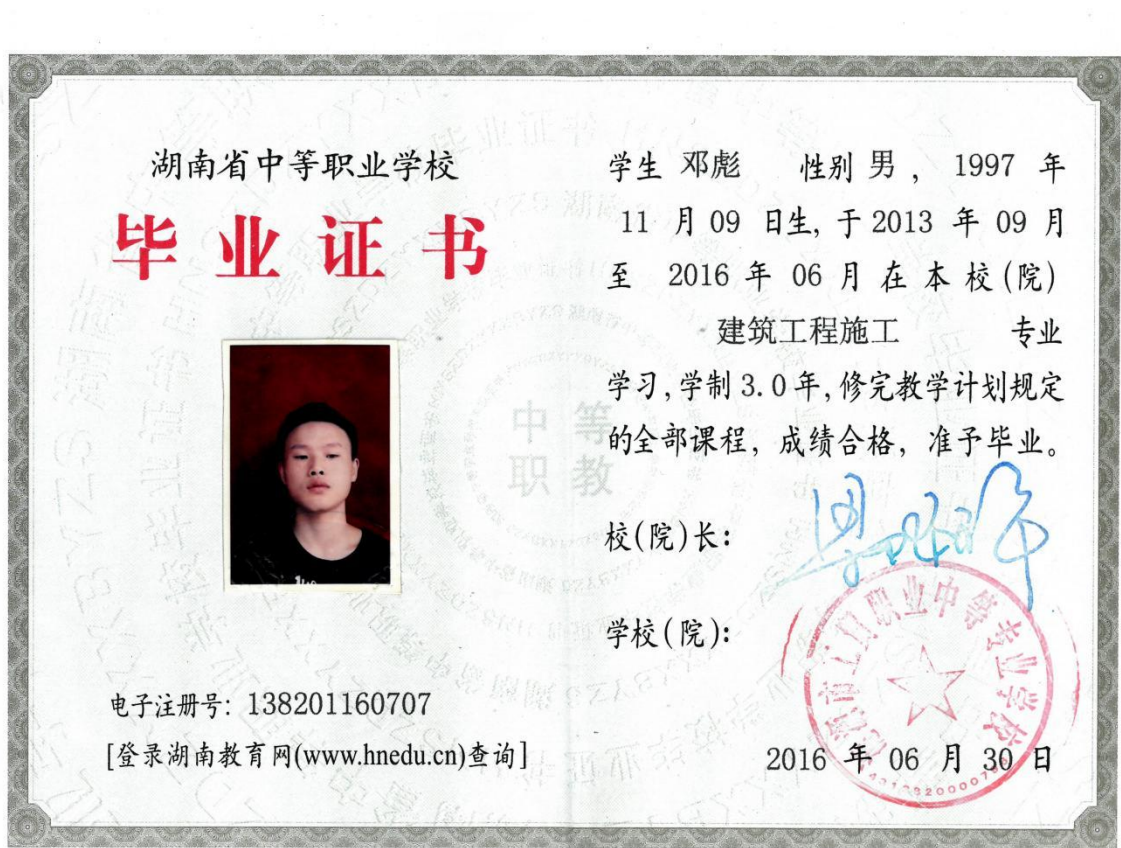 湖南省中等职业学校
毕业证书
电子注册号: 138201160707
[登录湖南教育网(www.hnedu.cn)查询]
学生 邓彪 性别 男 , 1997 年
11 月 09 日生, 于 2013 年 09 月
至 2016 年 06 月 在 本 校 (院)
建筑工程施工 专业
学习, 学制 3.0 年, 修完教学计划规定
的全部课程, 成绩合格, 准予毕业。
校(院)长:
学校(院):
2016 年 06 月 30 日
中等
职教